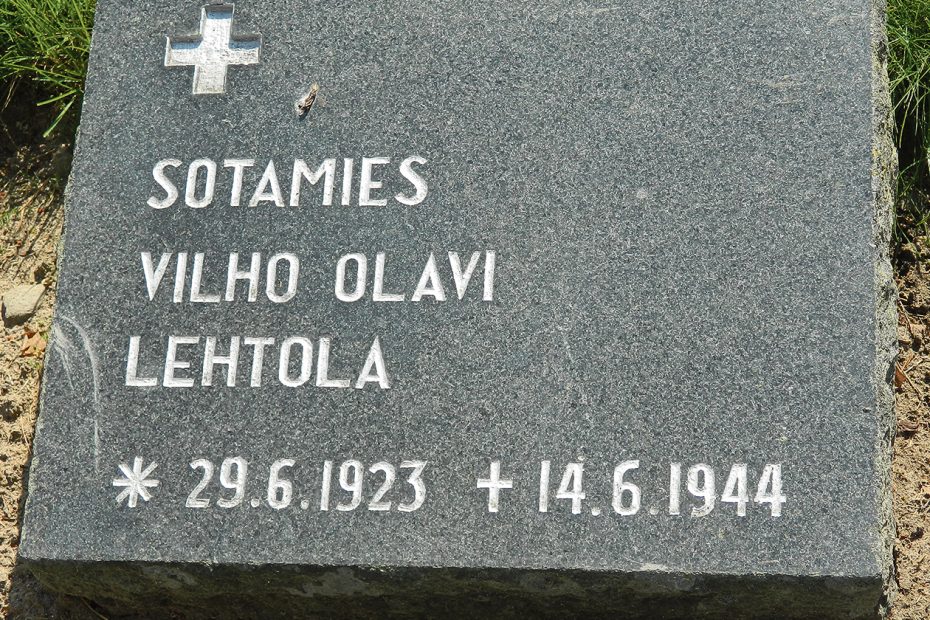 SOTAMIES
VILHO OLAVI
LEHTOLA
* 29.6.1923 + 14.6.1944